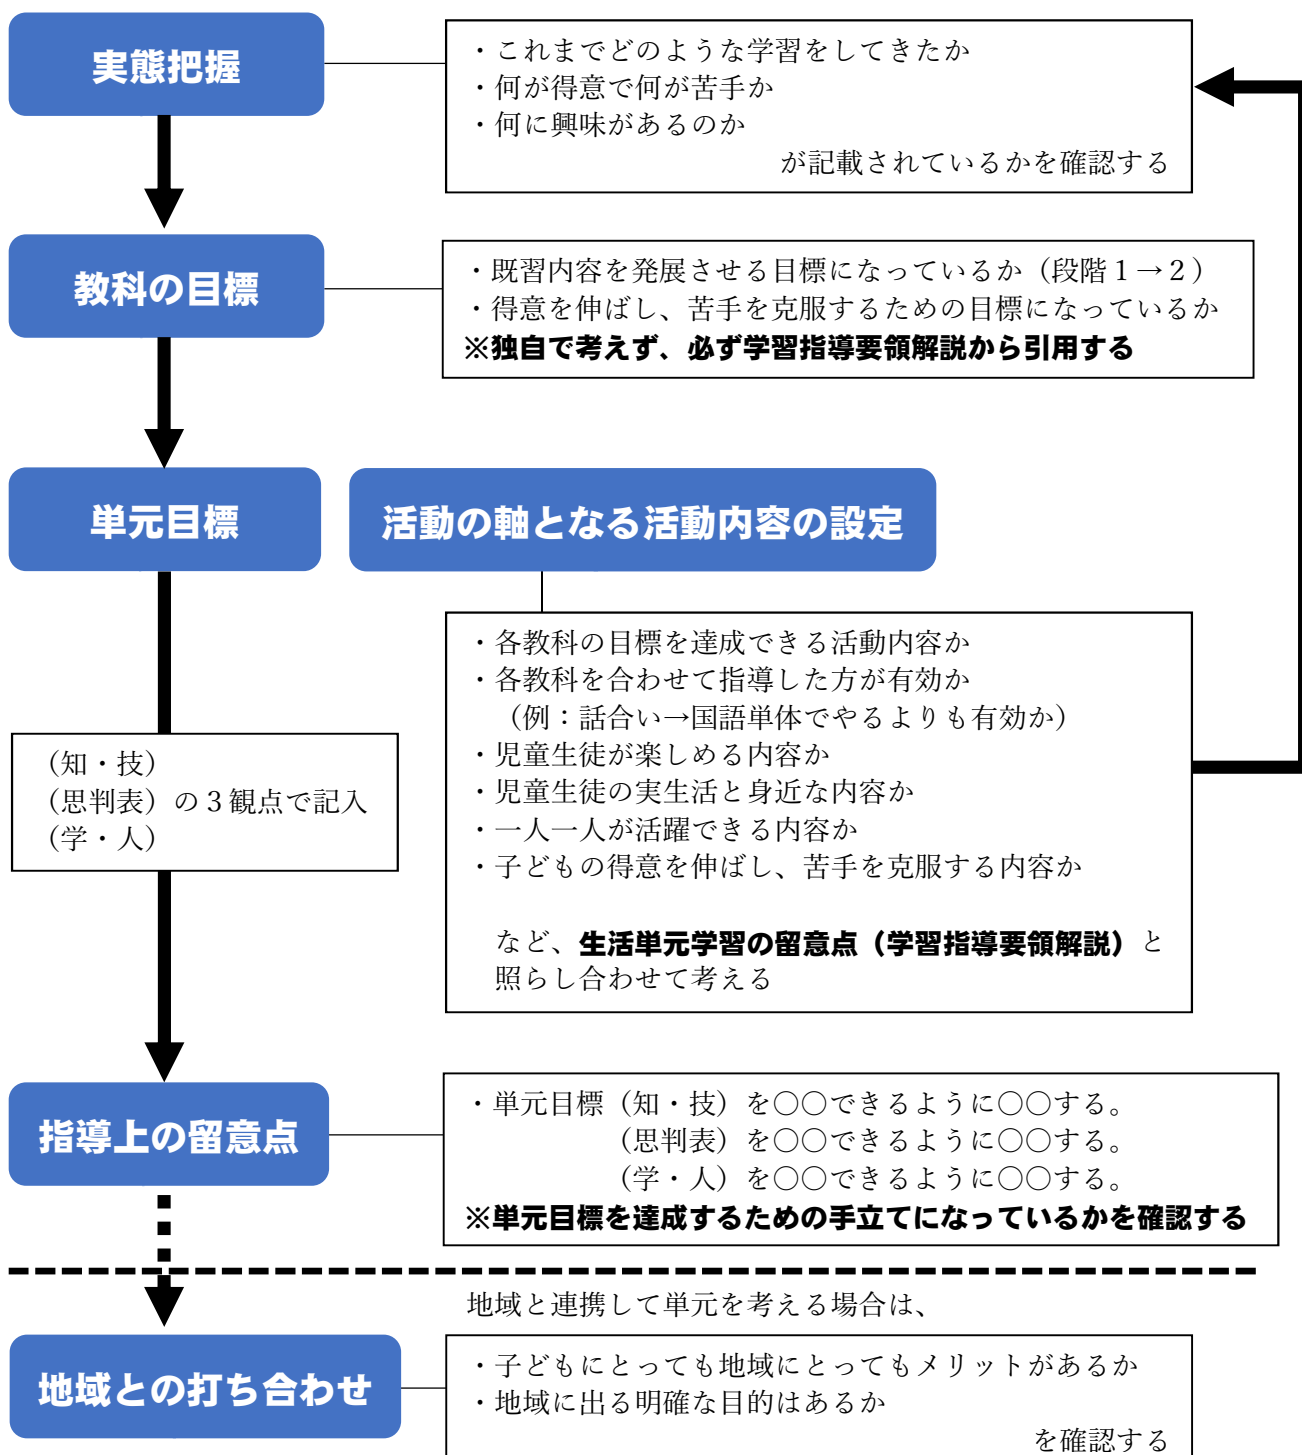 実態把握
・これまでどのような学習をしてきたか
・何が得意で何が苦手か
・何に興味があるのか
が記載されているかを確認する
教科の目標
・既習内容を発展させる目標になっているか（段階１→２）
・得意を伸ばし、苦手を克服するための目標になっているか
※独自で考えず、必ず学習指導要領解説から引用する
単元目標
活動の軸となる活動内容の設定
（知・技）
（思判表）の３観点で記入
（学・人）
・各教科の目標を達成できる活動内容か
・各教科を合わせて指導した方が有効か
（例：話合い→国語単体でやるよりも有効か）
・児童生徒が楽しめる内容か
・児童生徒の実生活と身近な内容か
・一人一人が活躍できる内容か
・子どもの得意を伸ばし、苦手を克服する内容か
など、生活単元学習の留意点（学習指導要領解説）と
照らし合わせて考える
指導上の留意点
・単元目標（知・技）を○○できるように○○する。
（思判表）を○○できるように○○する。
（学・人）を○○できるように○○する。
※単元目標を達成するための手立てになっているかを確認する
地域と連携して単元を考える場合は、
地域との打ち合わせ
・子どもにとっても地域にとってもメリットがあるか
・地域に出る明確な目的はあるか
を確認する